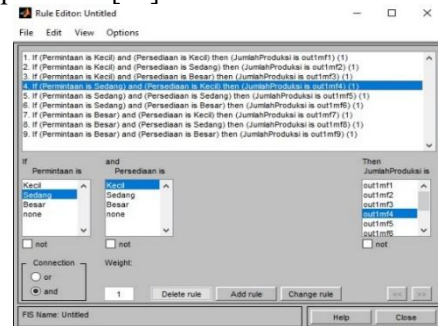 Rule Editor: Untitled
File Edit View Options
1. If (Permintaan is Kecil) and (Persediaan is Kecil) then (JumlahProduksi is out1mf1) (1)
2. If (Permintaan is Kecil) and (Persediaan is Sedang) then (JumlahProduksi is out1mf2) (1)
3. If (Permintaan is Kecil) and (Persediaan is Besar) then (JumlahProduksi is out1mf3) (1)
4. If (Permintaan is Sedang) and (Persediaan is Kecil) then (JumlahProduksi is out1mf4) (1)
5. If (Permintaan is Sedang) and (Persediaan is Sedang) then (JumlahProduksi is out1mf5) (1)
6. If (Permintaan is Sedang) and (Persediaan is Besar) then (JumlahProduksi is out1mf6) (1)
7. If (Permintaan is Besar) and (Persediaan is Kecil) then (JumlahProduksi is out1mf7) (1)
8. If (Permintaan is Besar) and (Persediaan is Sedang) then (JumlahProduksi is out1mf8) (1)
9. If (Permintaan is Besar) and (Persediaan is Besar) then (JumlahProduksi is out1mf9) (1)
If and Then
Permintaan is Persediaan is JumlahProduksi is
Kecil Kecil out1mf1
Sedang Sedang out1mf2
Besar Besar out1mf3
none none out1mf4
out1mf5
out1mf6
not not not
Connection Weight:
or
and 1 Delete rule Add rule Change rule << >>
FIS Name: Untitled Help Close